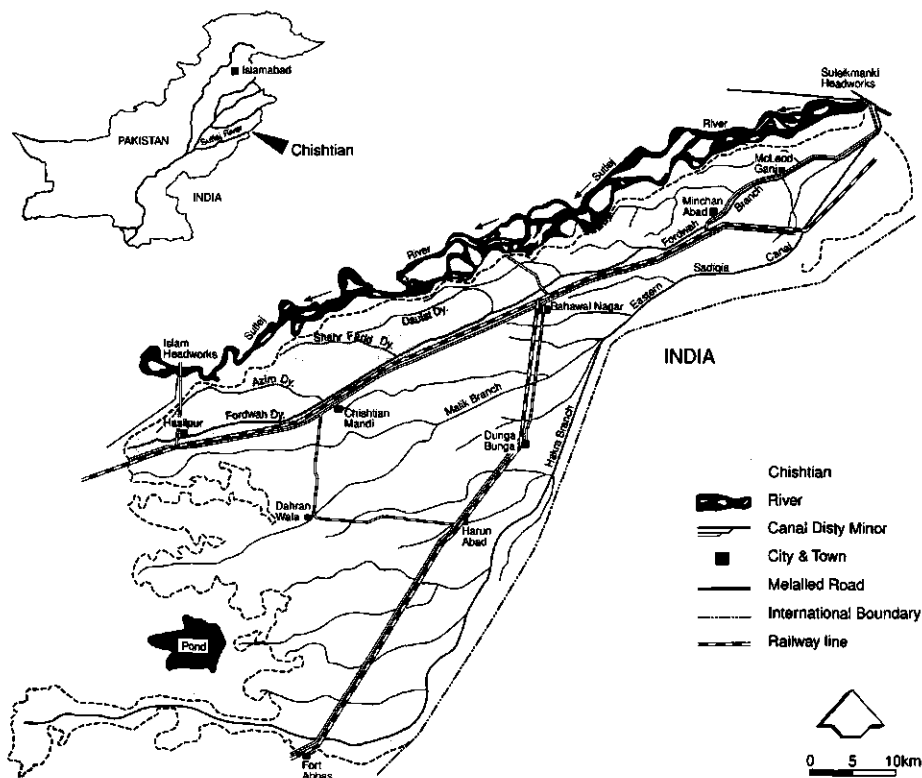 Islamabad
PAKISTAN
Sutlej River
Chishtian
INDIA
Suleikmanki
Headworks
River
McLeod
Ganj
Sutlej
Minchan
Abad
Fordwah
Branch
River
Sadiqia
Canal
Eastern
Bahawal Nagar
Daulat Dy.
Sutlej
Shahr Farid Dy.
Islam
Headworks
INDIA
Azim Dy.
Malik Branch
Chishtian
Mandi
Fordwah Dy.
Hasilpur
Hakra Branch
Dunga
Bunga
Dahran
Wala
Harun
Abad
Pond
Fort
Abbas
Chishtian
River
Canal Disty Minor
City & Town
Melalled Road
International Boundary
Railway line
0 5 10km